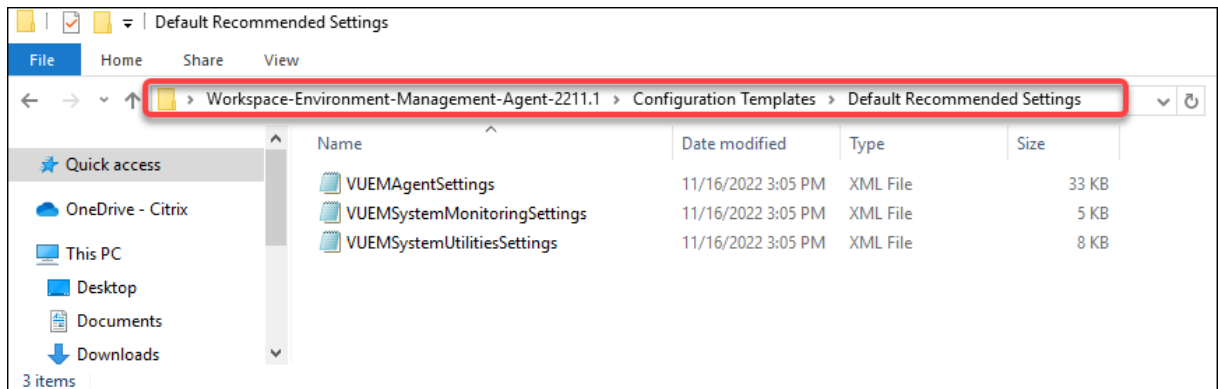 Default Recommended Settings
File Home Share View
Workspace-Environment-Management-Agent-2211.1 > Configuration Templates > Default Recommended Settings
Name Date modified Type Size
Quick access
OneDrive - Citrix
This PC
Desktop
Documents
Downloads
VUEMAgentSettings 11/16/2022 3:05 PM XML File 33 KB
VUEMSystemMonitoringSettings 11/16/2022 3:05 PM XML File 5 KB
VUEMSystemUtilitiesSettings 11/16/2022 3:05 PM XML File 8 KB
3 items